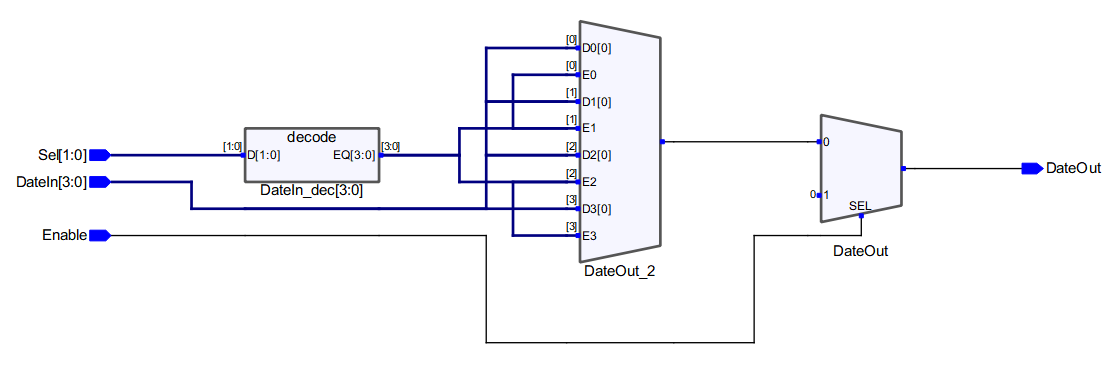 Sel[1:0]
DateIn[3:0]
Enable
[1:0]
decode
D[1:0]
EQ[3:0]
DateIn_dec[3:0]
[3:0]
[0]
D0[0]
[0]
E0
[1]
D1[0]
[1]
E1
[2]
D2[0]
[2]
E2
[3]
D3[0]
[3]
E3
DateOut_2
0
0
1
SEL
DateOut
DateOut